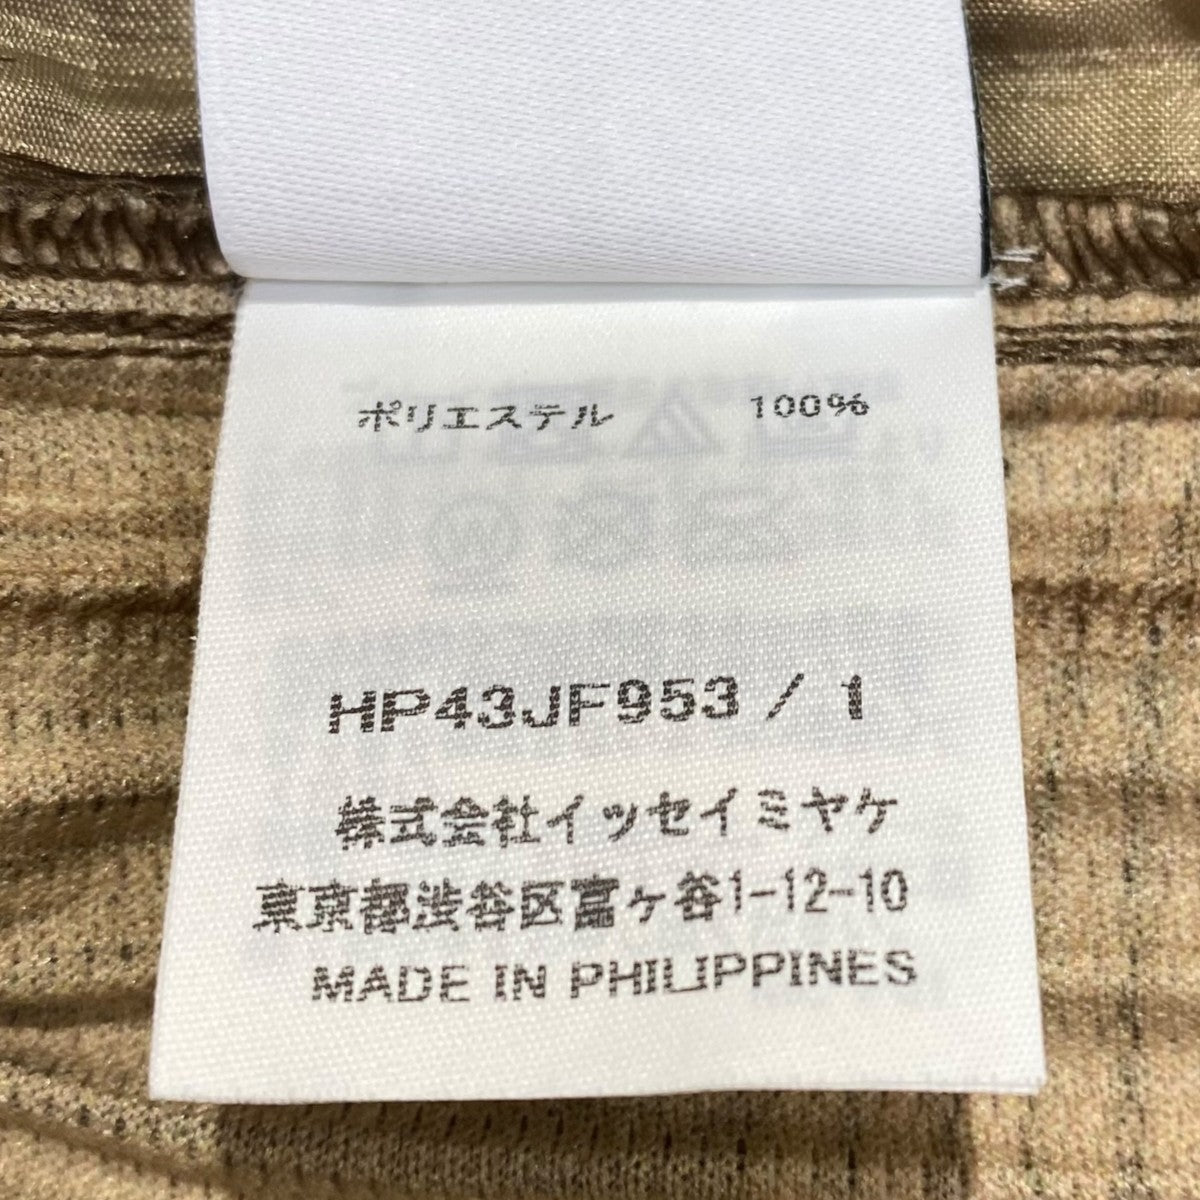 ポリエステル 100%
HP43JF953 / 1
株式会社イッセイミヤケ
東京都渋谷区富ヶ谷1-12-10
MADE IN PHILIPPINES